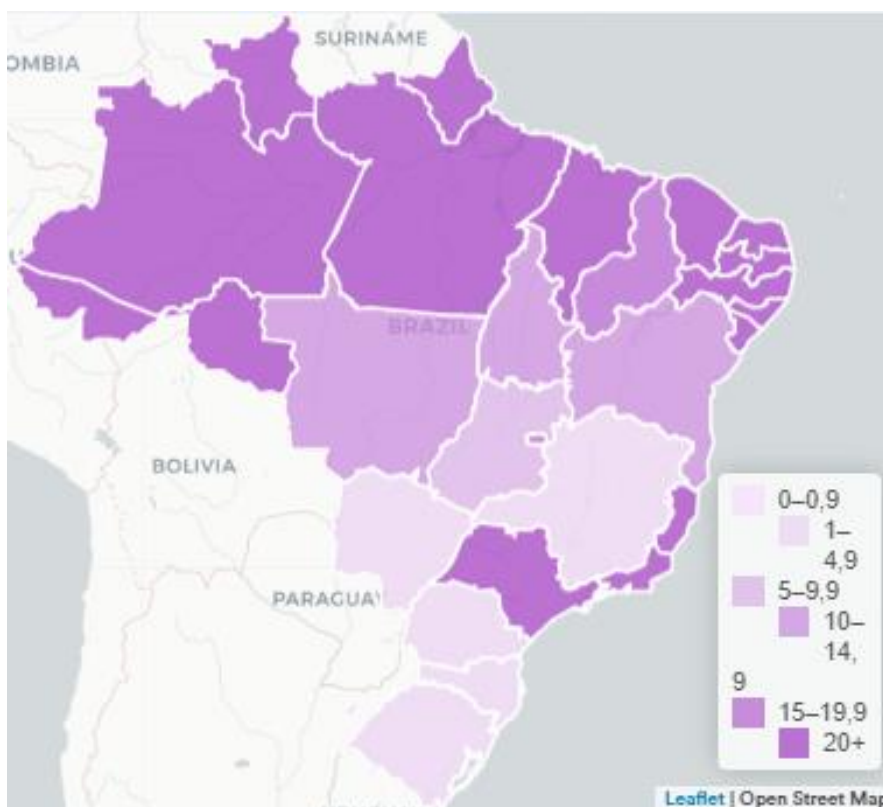 SURINAME
OMBIA
BRAZIL
BOLIVIA
PARAGUAY
0–0,9
1–
4,9
5–9,9
10–
14,
9
15–19,9
20+
Leaflet | Open Street Map